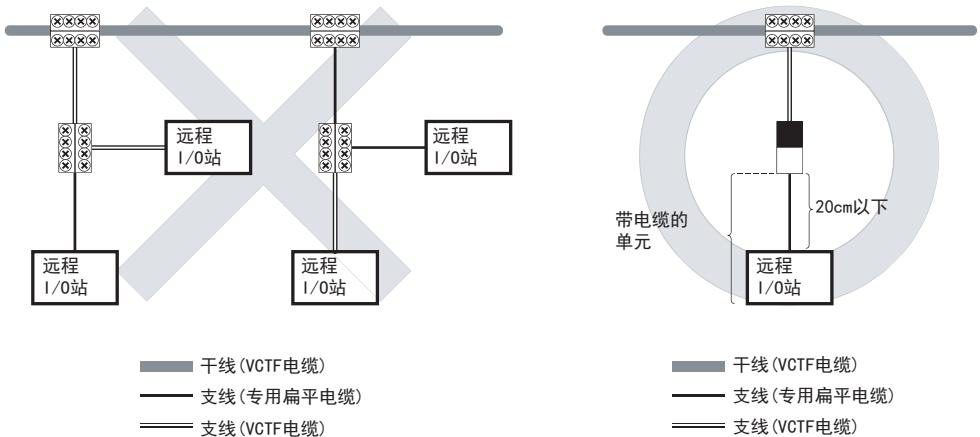 远程
I/O站
远程
I/O站
远程
I/O站
远程
I/O站
干线(VCTF电缆)
支线(专用扁平电缆)
支线(VCTF电缆)
20cm以下
带电缆的
单元
远程
I/O站
干线(VCTF电缆)
支线(专用扁平电缆)
支线(VCTF电缆)